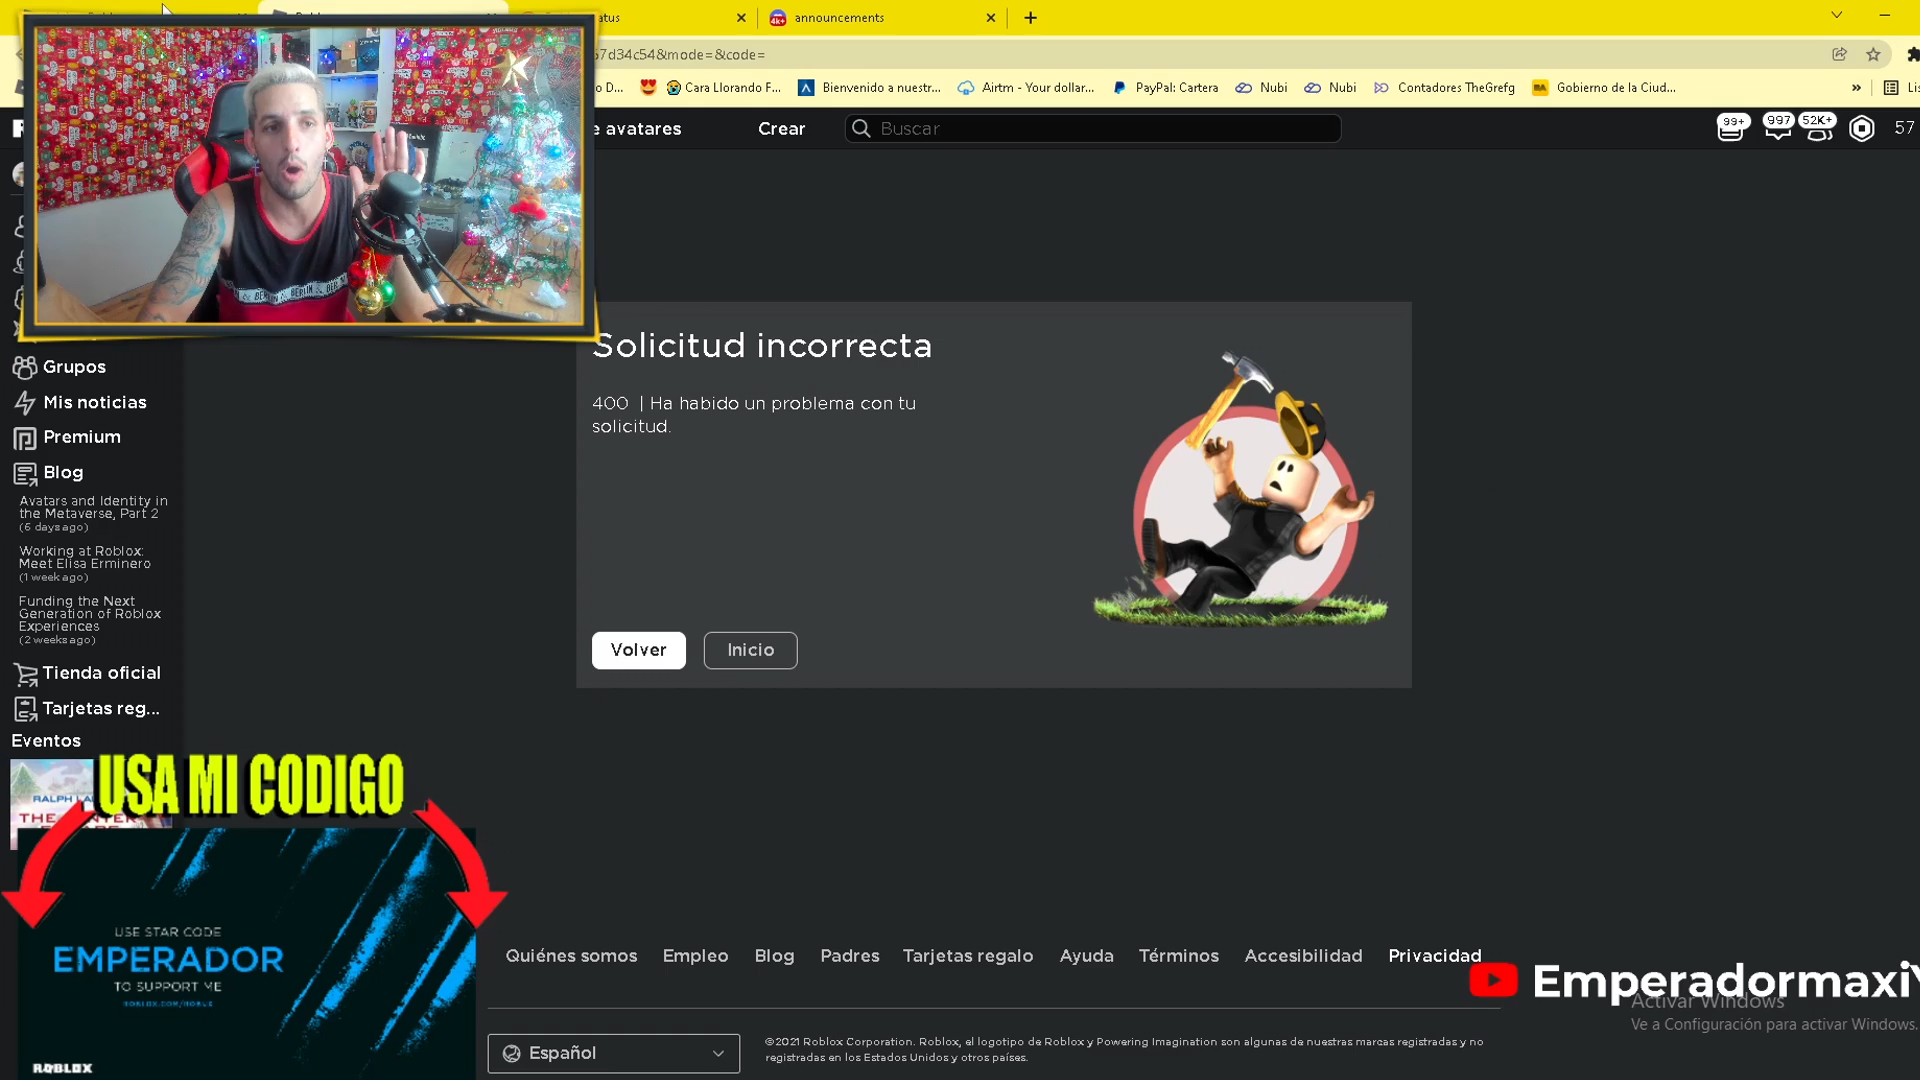 announcements
57d34c54&mode=&code=
Cara Llorando F...
Bienvenido a nuestr...
Airtm - Your dollar...
PayPal: Cartera
Nubi
Nubi
Contadores TheGrefg
Gobierno de la Ciud...
e avatares
Crear
Buscar
99+
997
52K+
57
Solicitud incorrecta
400 | Ha habido un problema con tu
solicitud.
Volver
Inicio
Grupos
Mis noticias
Premium
Blog
Avatars and Identity in
the Metaverse, Part 2
(6 days ago)
Working at Roblox:
Meet Elisa Erminero
(1 week ago)
Funding the Next
Generation of Roblox
Experiences
(2 weeks ago)
Tienda oficial
Tarjetas reg...
Eventos
USA MI CODIGO
USE STAR CODE
EMPERADOR
TO SUPPORT ME
ROBLOX
Quiénes somos
Empleo
Blog
Padres
Tarjetas regalo
Ayuda
Términos
Accesibilidad
Privacidad
Emperadormaxi
Activar Windows
Ve a Configuración para activar Windows.
Español
©2021 Roblox Corporation. Roblox, el logotipo de Roblox y Powering Imagination son algunas de nuestras marcas registradas y no
registradas en los Estados Unidos y otros países.